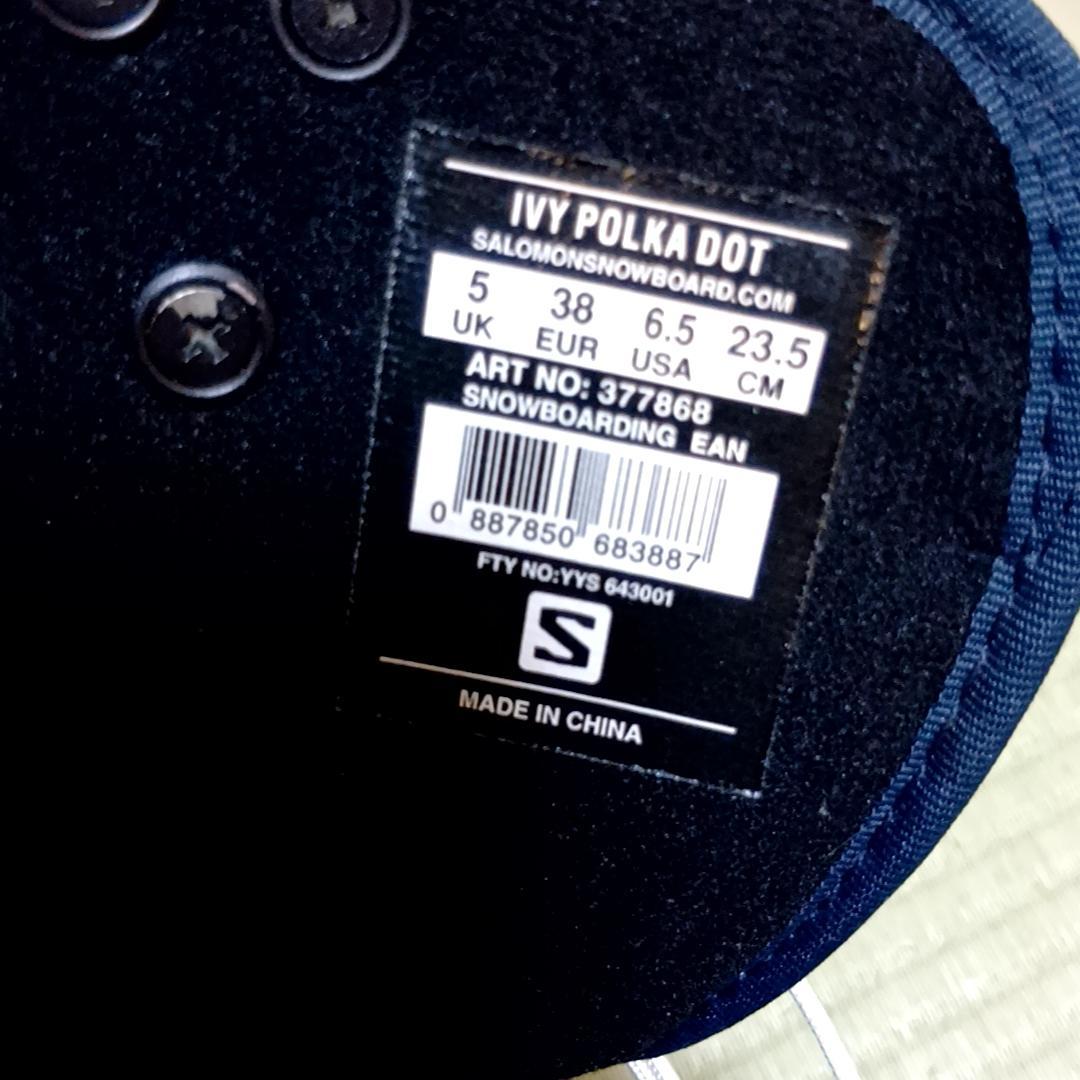 IVY POLKA DOT
SALOMONSNOWBOARD.COM
5 38 6.5 23.5
UK EUR USA CM
ART NO: 377868
SNOWBOARDING EAN
0 887850 683887
FTY NO:YYS 643001
S
MADE IN CHINA